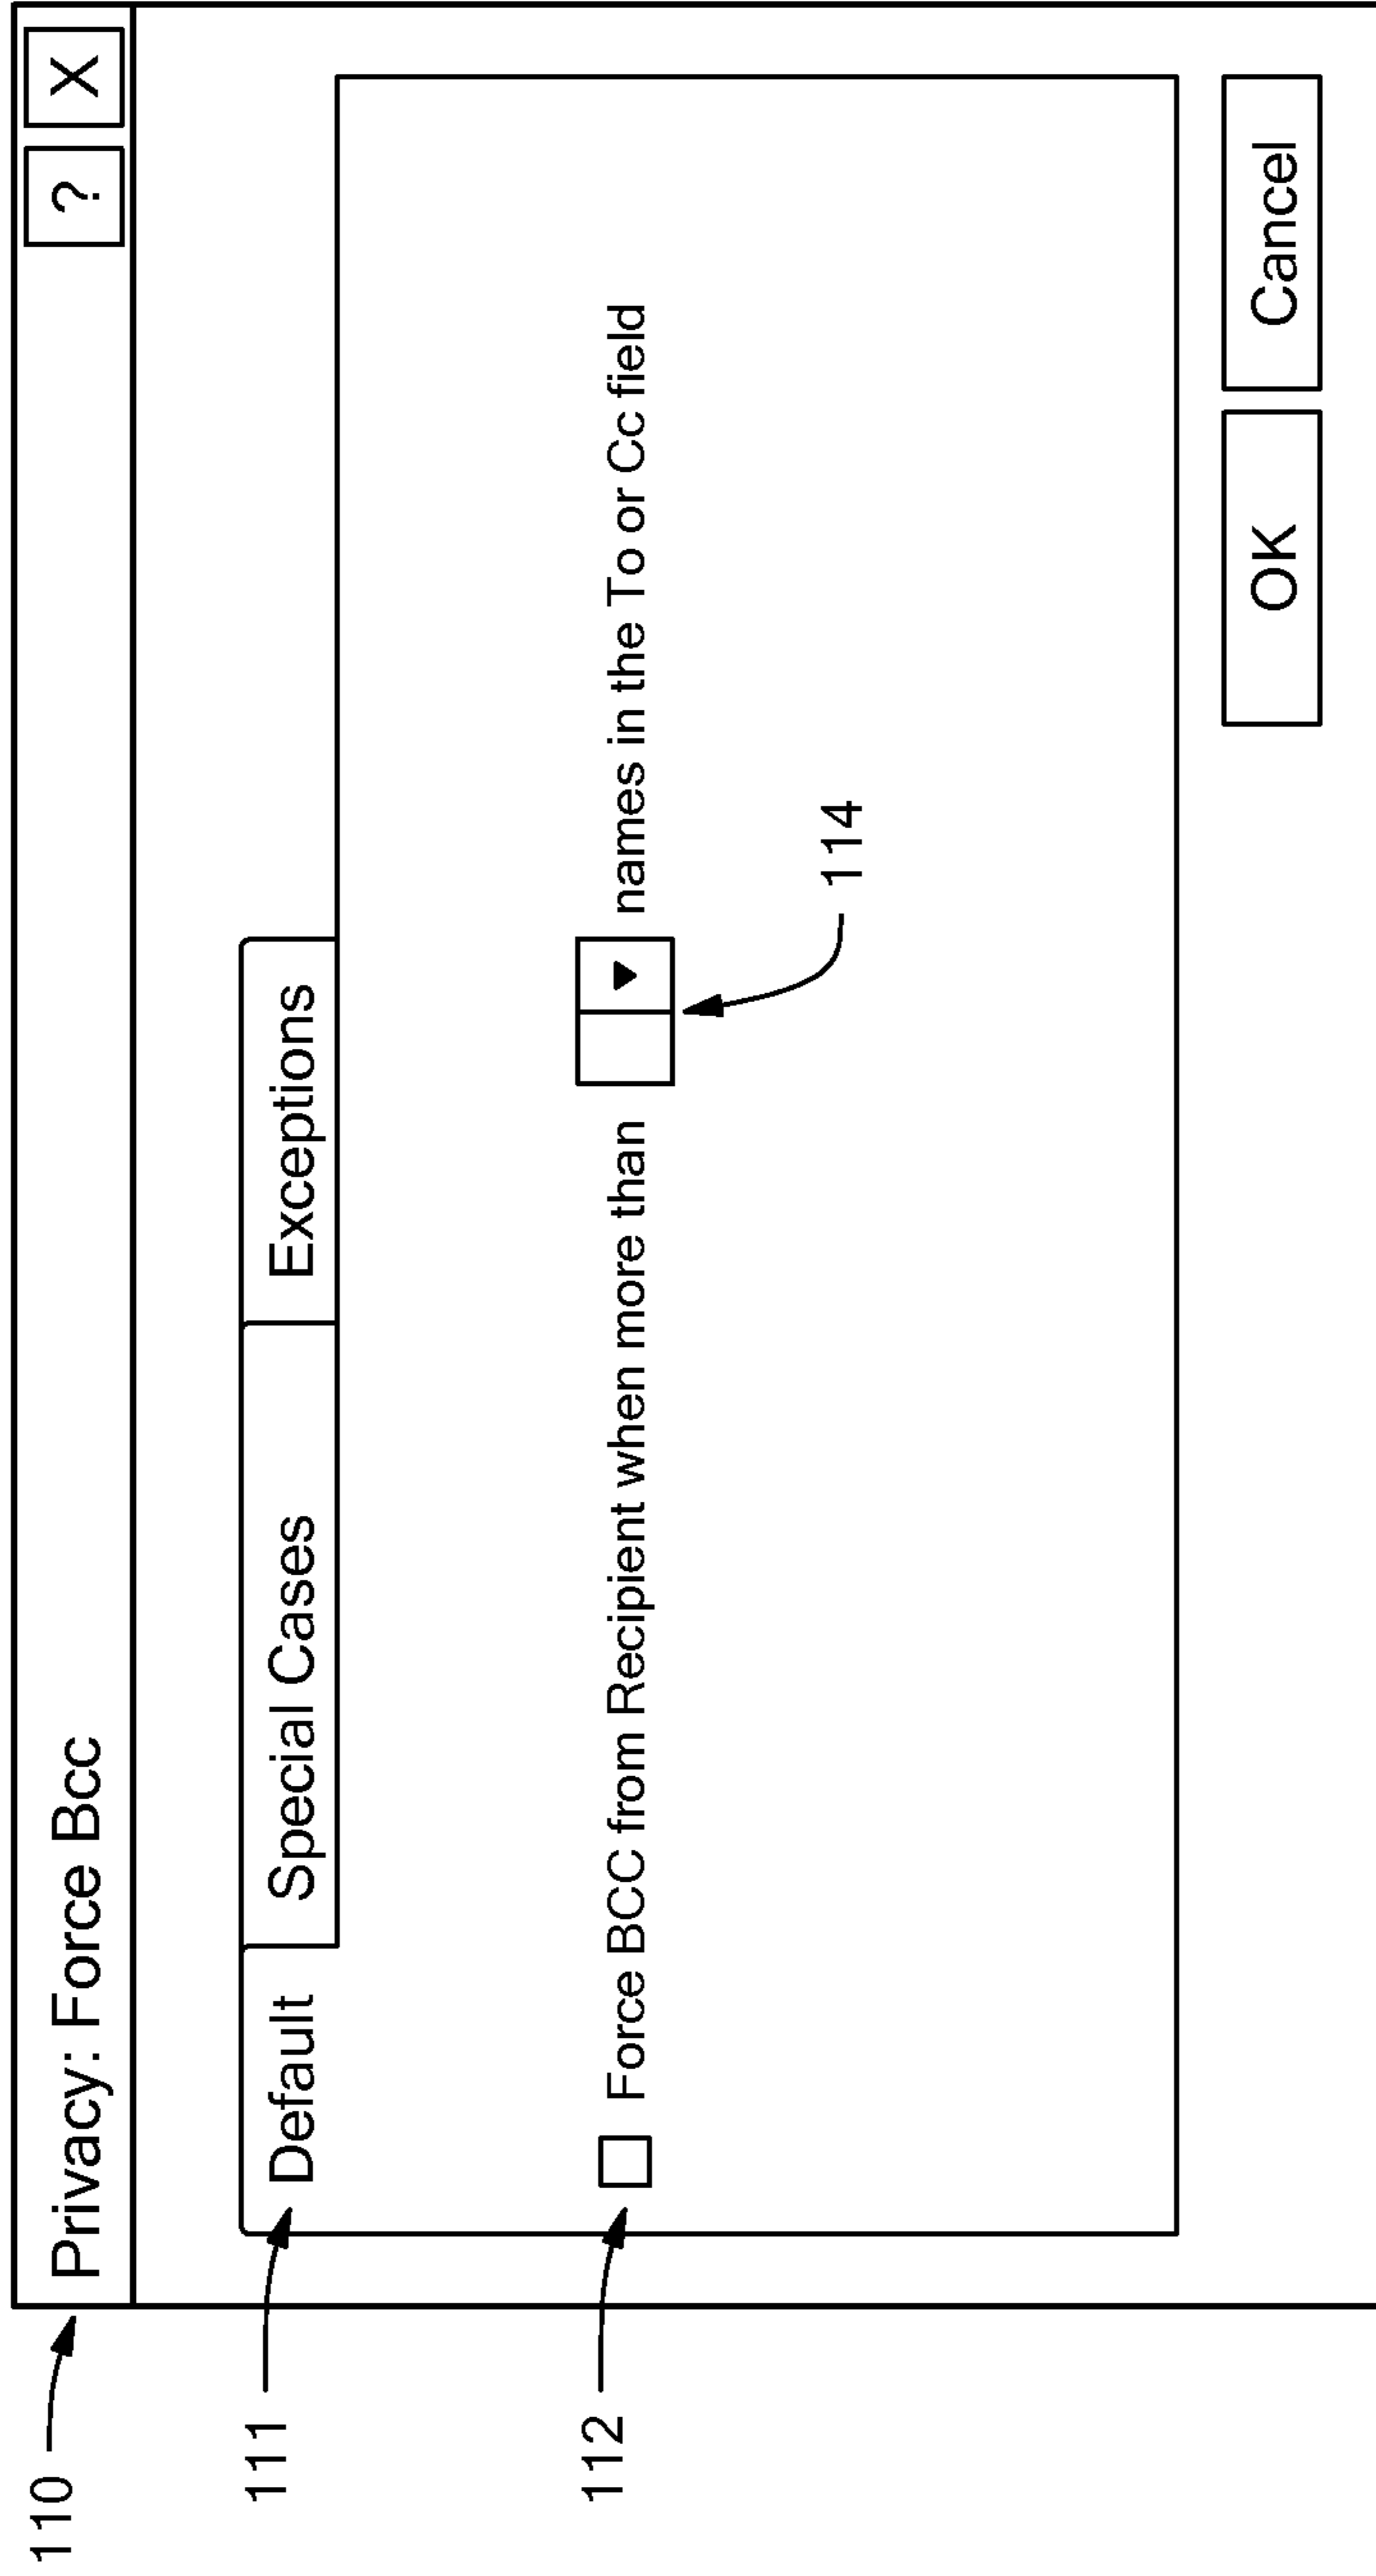 110
Privacy: Force Bcc ? X
111
Default Special Cases Exceptions
112
Force BCC from Recipient when more than names in the To or Cc field
114
OK Cancel